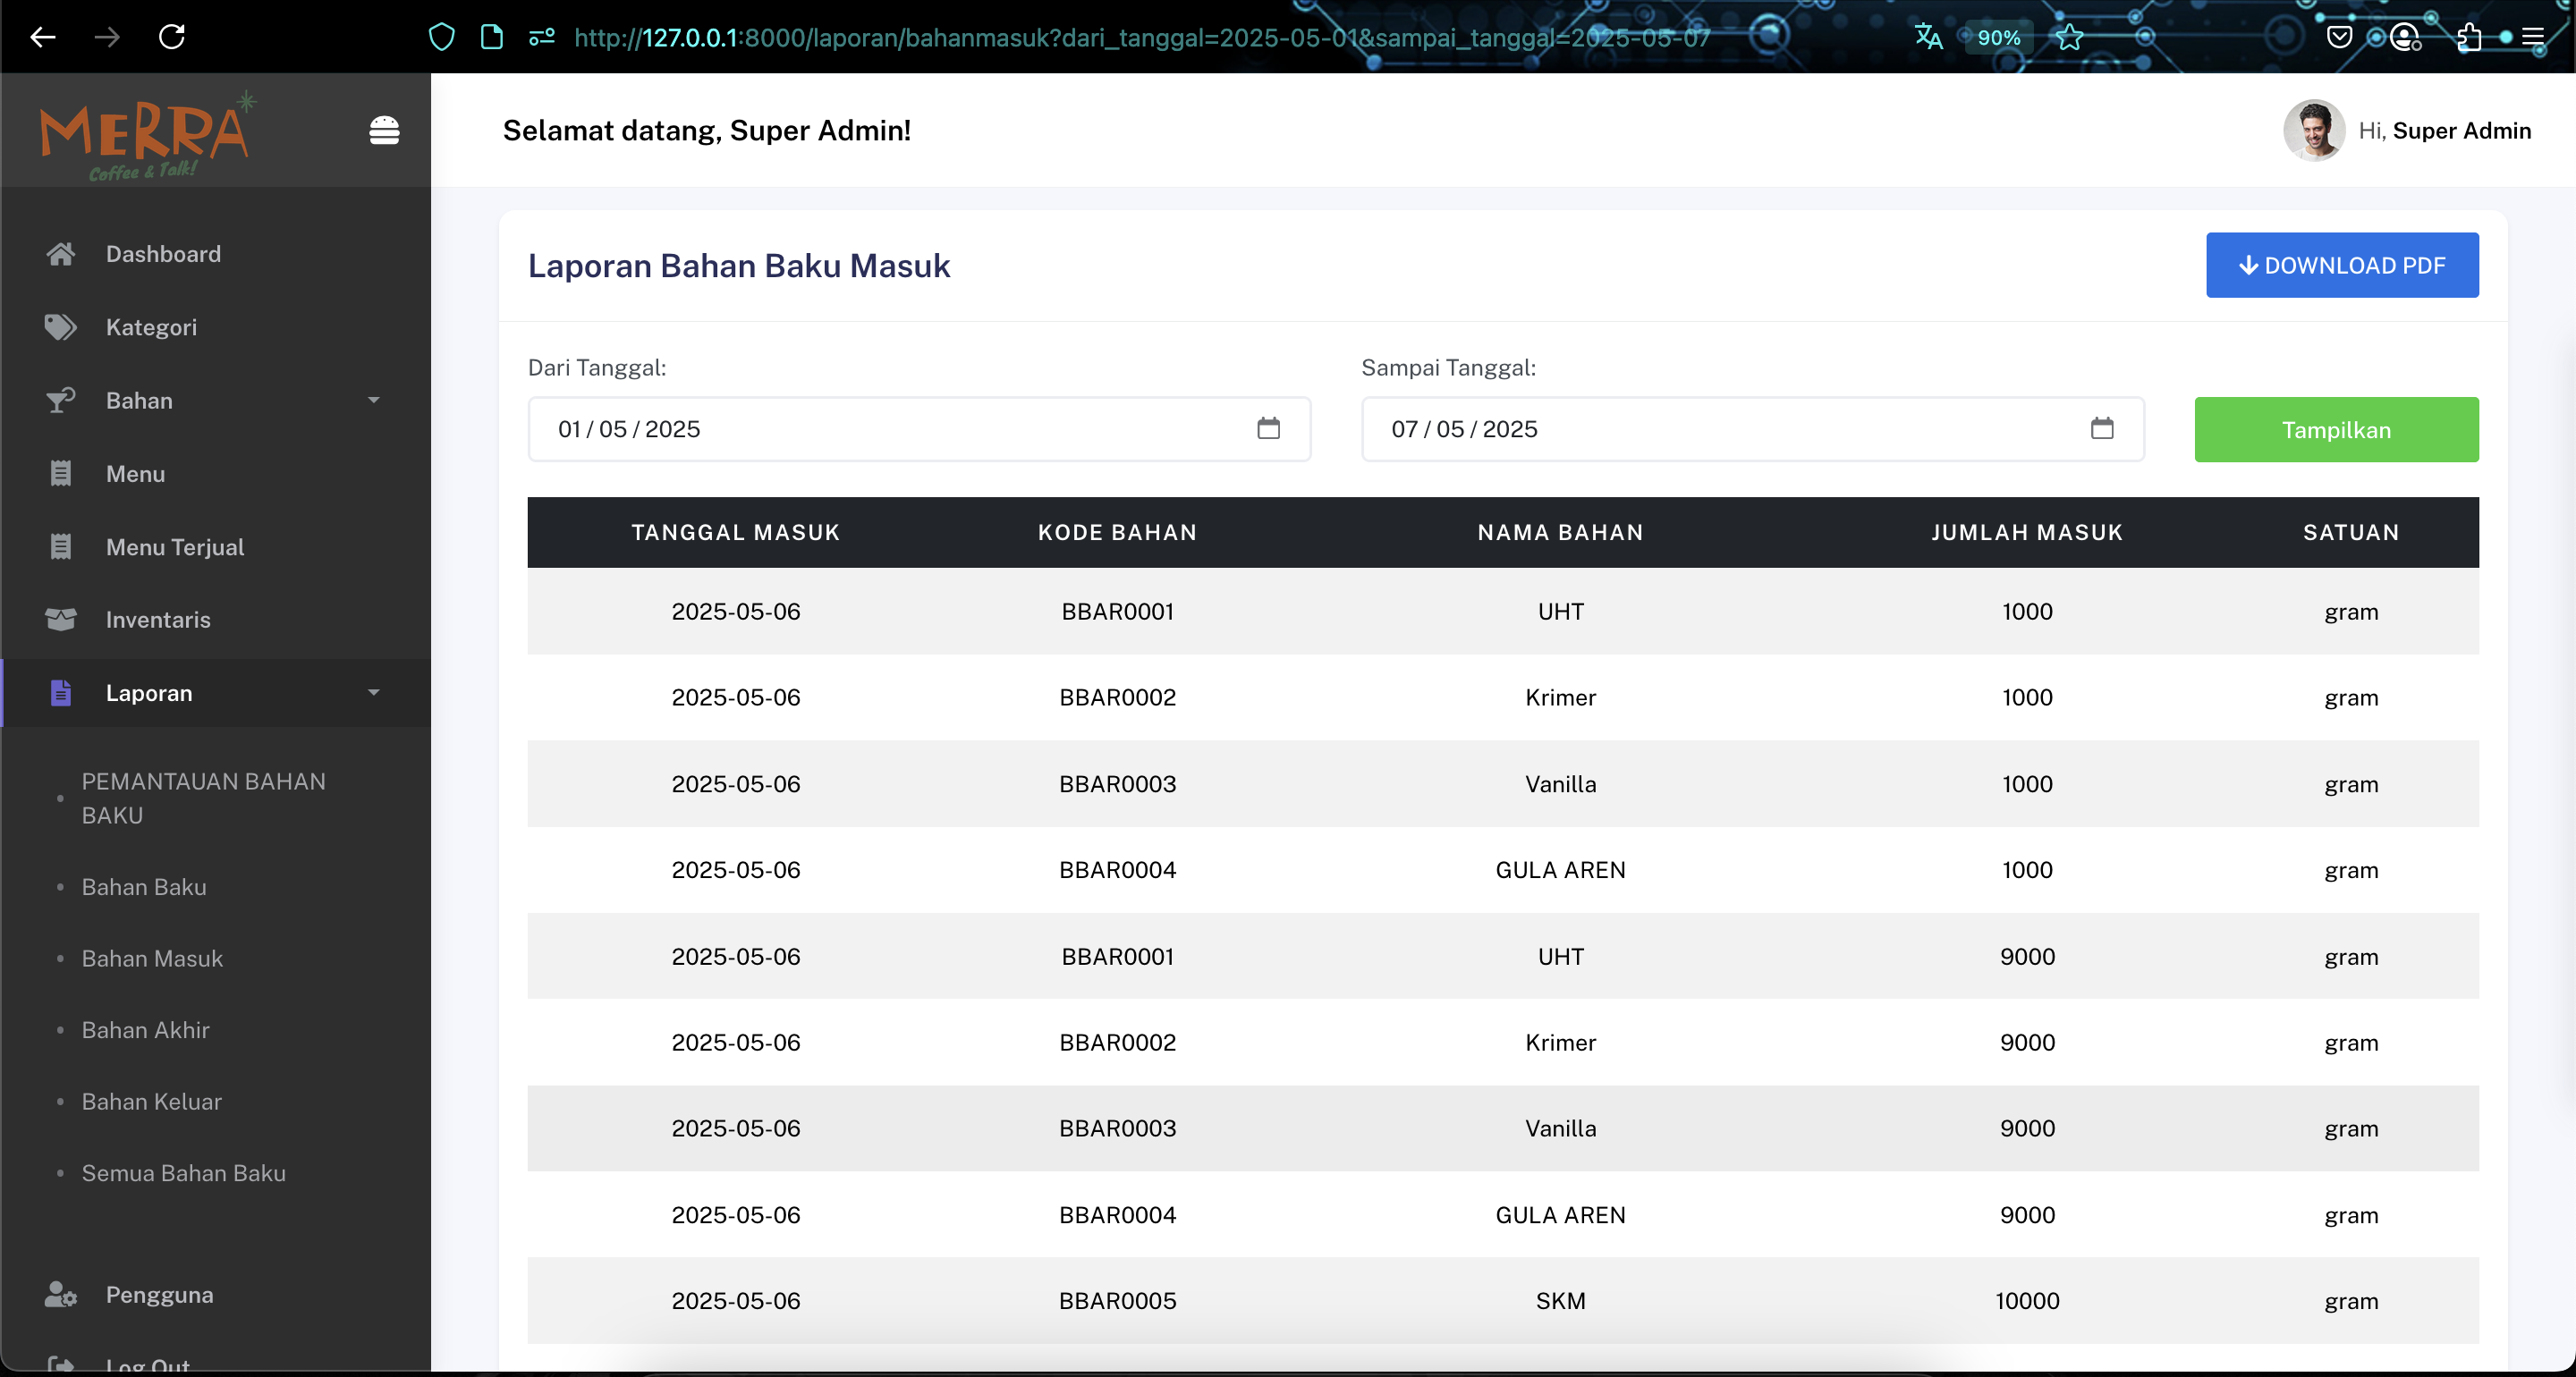 http://127.0.0.1:8000/laporan/bahanmasuk?dari_tanggal=2025-05-01&sampai_tanggal=2025-05-07
90%
MERRA
Coffee & Talk!
Selamat datang, Super Admin!
Hi, Super Admin
Dashboard
Kategori
Bahan
Menu
Menu Terjual
Inventaris
Laporan
PEMANTAUAN BAHAN
BAKU
Bahan Baku
Bahan Masuk
Bahan Akhir
Bahan Keluar
Semua Bahan Baku
Pengguna
Log Out
Laporan Bahan Baku Masuk
DOWNLOAD PDF
Dari Tanggal:
Sampai Tanggal:
01 / 05 / 2025
07 / 05 / 2025
Tampilkan
TANGGAL MASUK KODE BAHAN NAMA BAHAN JUMLAH MASUK SATUAN
2025-05-06 BBAR0001 UHT 1000 gram
2025-05-06 BBAR0002 Krimer 1000 gram
2025-05-06 BBAR0003 Vanilla 1000 gram
2025-05-06 BBAR0004 GULA AREN 1000 gram
2025-05-06 BBAR0001 UHT 9000 gram
2025-05-06 BBAR0002 Krimer 9000 gram
2025-05-06 BBAR0003 Vanilla 9000 gram
2025-05-06 BBAR0004 GULA AREN 9000 gram
2025-05-06 BBAR0005 SKM 10000 gram